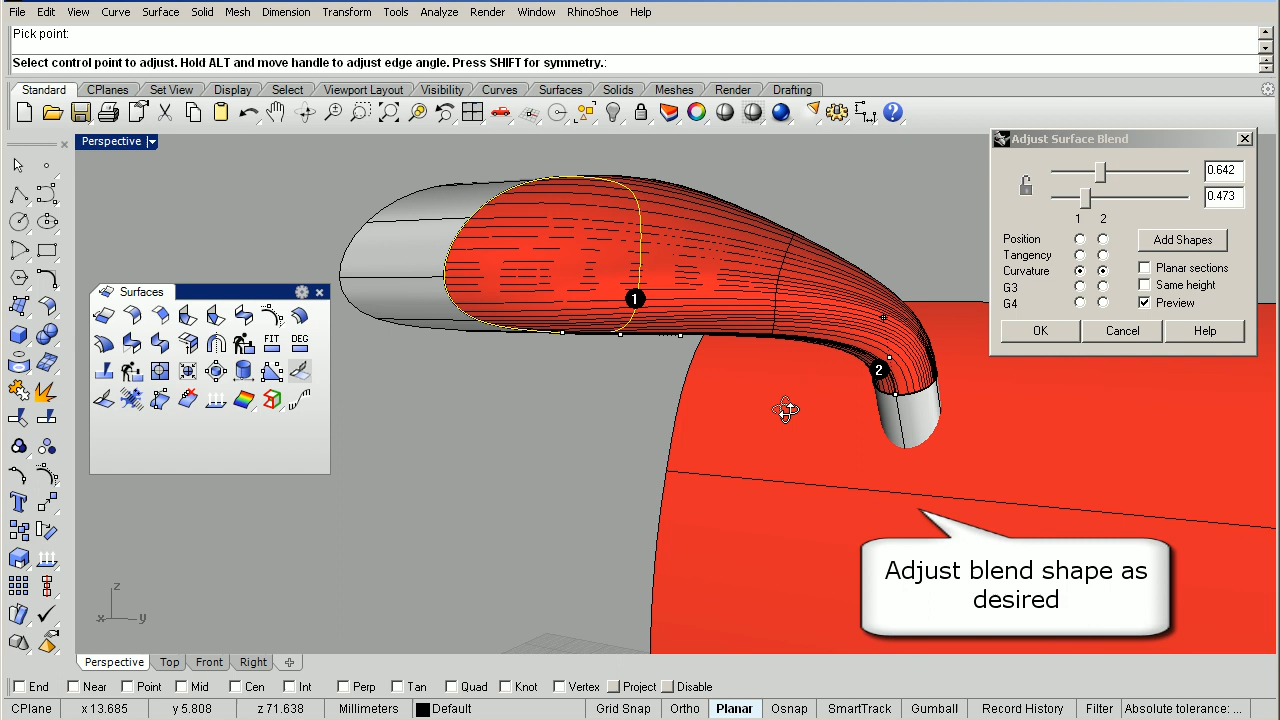 File Edit View Curve Surface Solid Mesh Dimension Transform Tools Analyze Render Window RhinoShoe Help
Pick point:
Select control point to adjust. Hold ALT and move handle to adjust edge angle. Press SHIFT for symmetry.:
Standard CPlanes Set View Display Select Viewport Layout Visibility Curves Surfaces Solids Meshes Render Drafting
Perspective
Adjust Surface Blend
0.642
0.473
1 2
Position
Tangency
Curvature
G3
G4
Add Shapes
Planar sections
Same height
Preview
OK Cancel Help
Surfaces
FIT DEG
1
2
Adjust blend shape as
desired
z
x y
Perspective Top Front Right
End Near Point Mid Cen Int Perp Tan Quad Knot Vertex Project Disable
CPlane x 13.685 y 5.808 z 71.638 Millimeters Default Grid Snap Ortho Planar Osnap SmartTrack Gumball Record History Filter Absolute tolerance: ...